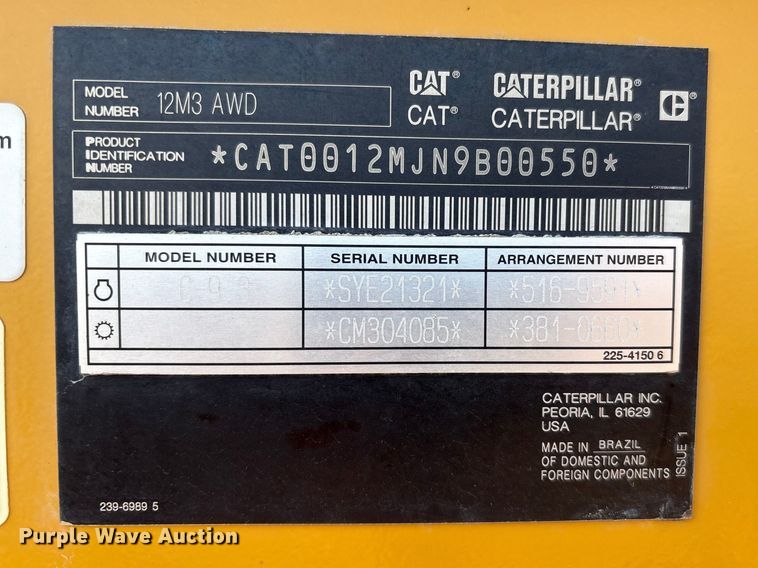 m
MODEL NUMBER 12M3 AWD
CAT® CATERPILLAR®
CAT® CATERPILLAR®
PRODUCT IDENTIFICATION NUMBER *CAT0012MJN9B00550*
MODEL NUMBER SERIAL NUMBER ARRANGEMENT NUMBER
C-9.3 *SYE21321*
*CM304085*
225-4150 6
CATERPILLAR INC.
PEORIA, IL 61629
USA
MADE IN BRAZIL
OF DOMESTIC AND
FOREIGN COMPONENTS
ISSUE 1
239-6989 5
Purple Wave Auction